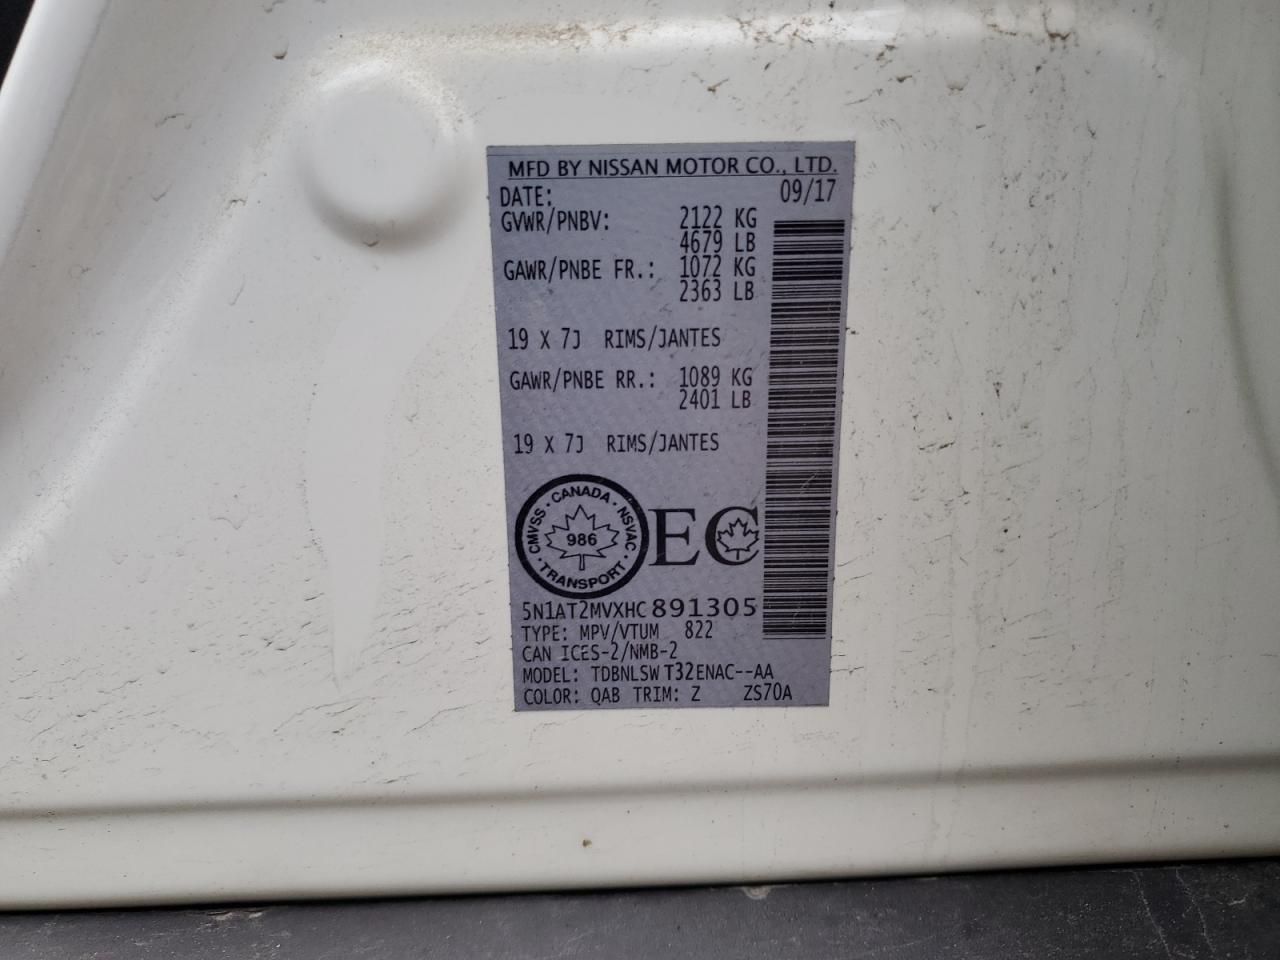 MFD BY NISSAN MOTOR CO., LTD.
DATE: 09/17
GVWR/PNBV: 2122 KG
4679 LB
GAWR/PNBE FR.: 1072 KG
2363 LB
19 X 7J RIMS/JANTES
GAWR/PNBE RR.: 1089 KG
2401 LB
19 X 7J RIMS/JANTES
CMVSS · CANADA · NSVAC · TRANSPORT ·
986
EC
5N1AT2MVXHC891305
TYPE: MPV/VTUM 822
CAN ICES-2/NMB-2
MODEL: TDBNLSW T32ENAC--AA
COLOR: QAB TRIM: Z ZS70A